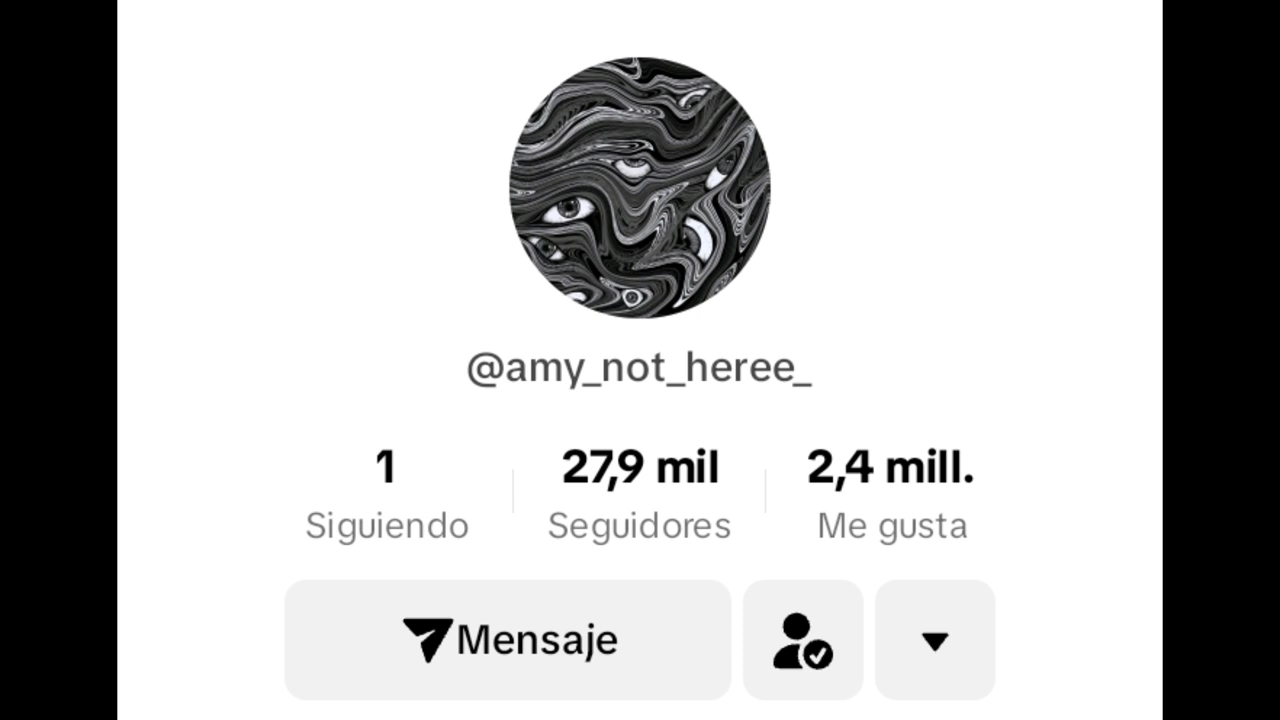 @amy_not_heree_
1 27,9 mil 2,4 mill.
Siguiendo Seguidores Me gusta
Mensaje